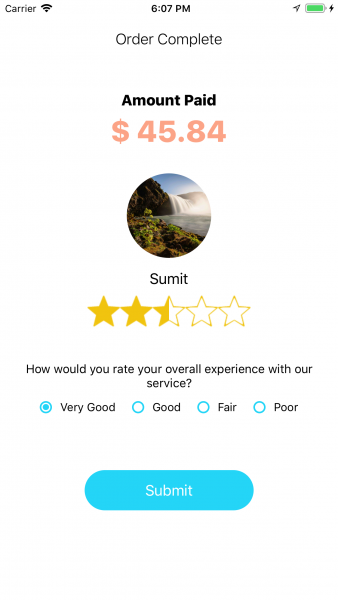 Carrier 6:07 PM
Order Complete
Amount Paid
$ 45.84
Sumit
How would you rate your overall experience with our
service?
Very Good Good Fair Poor
Submit